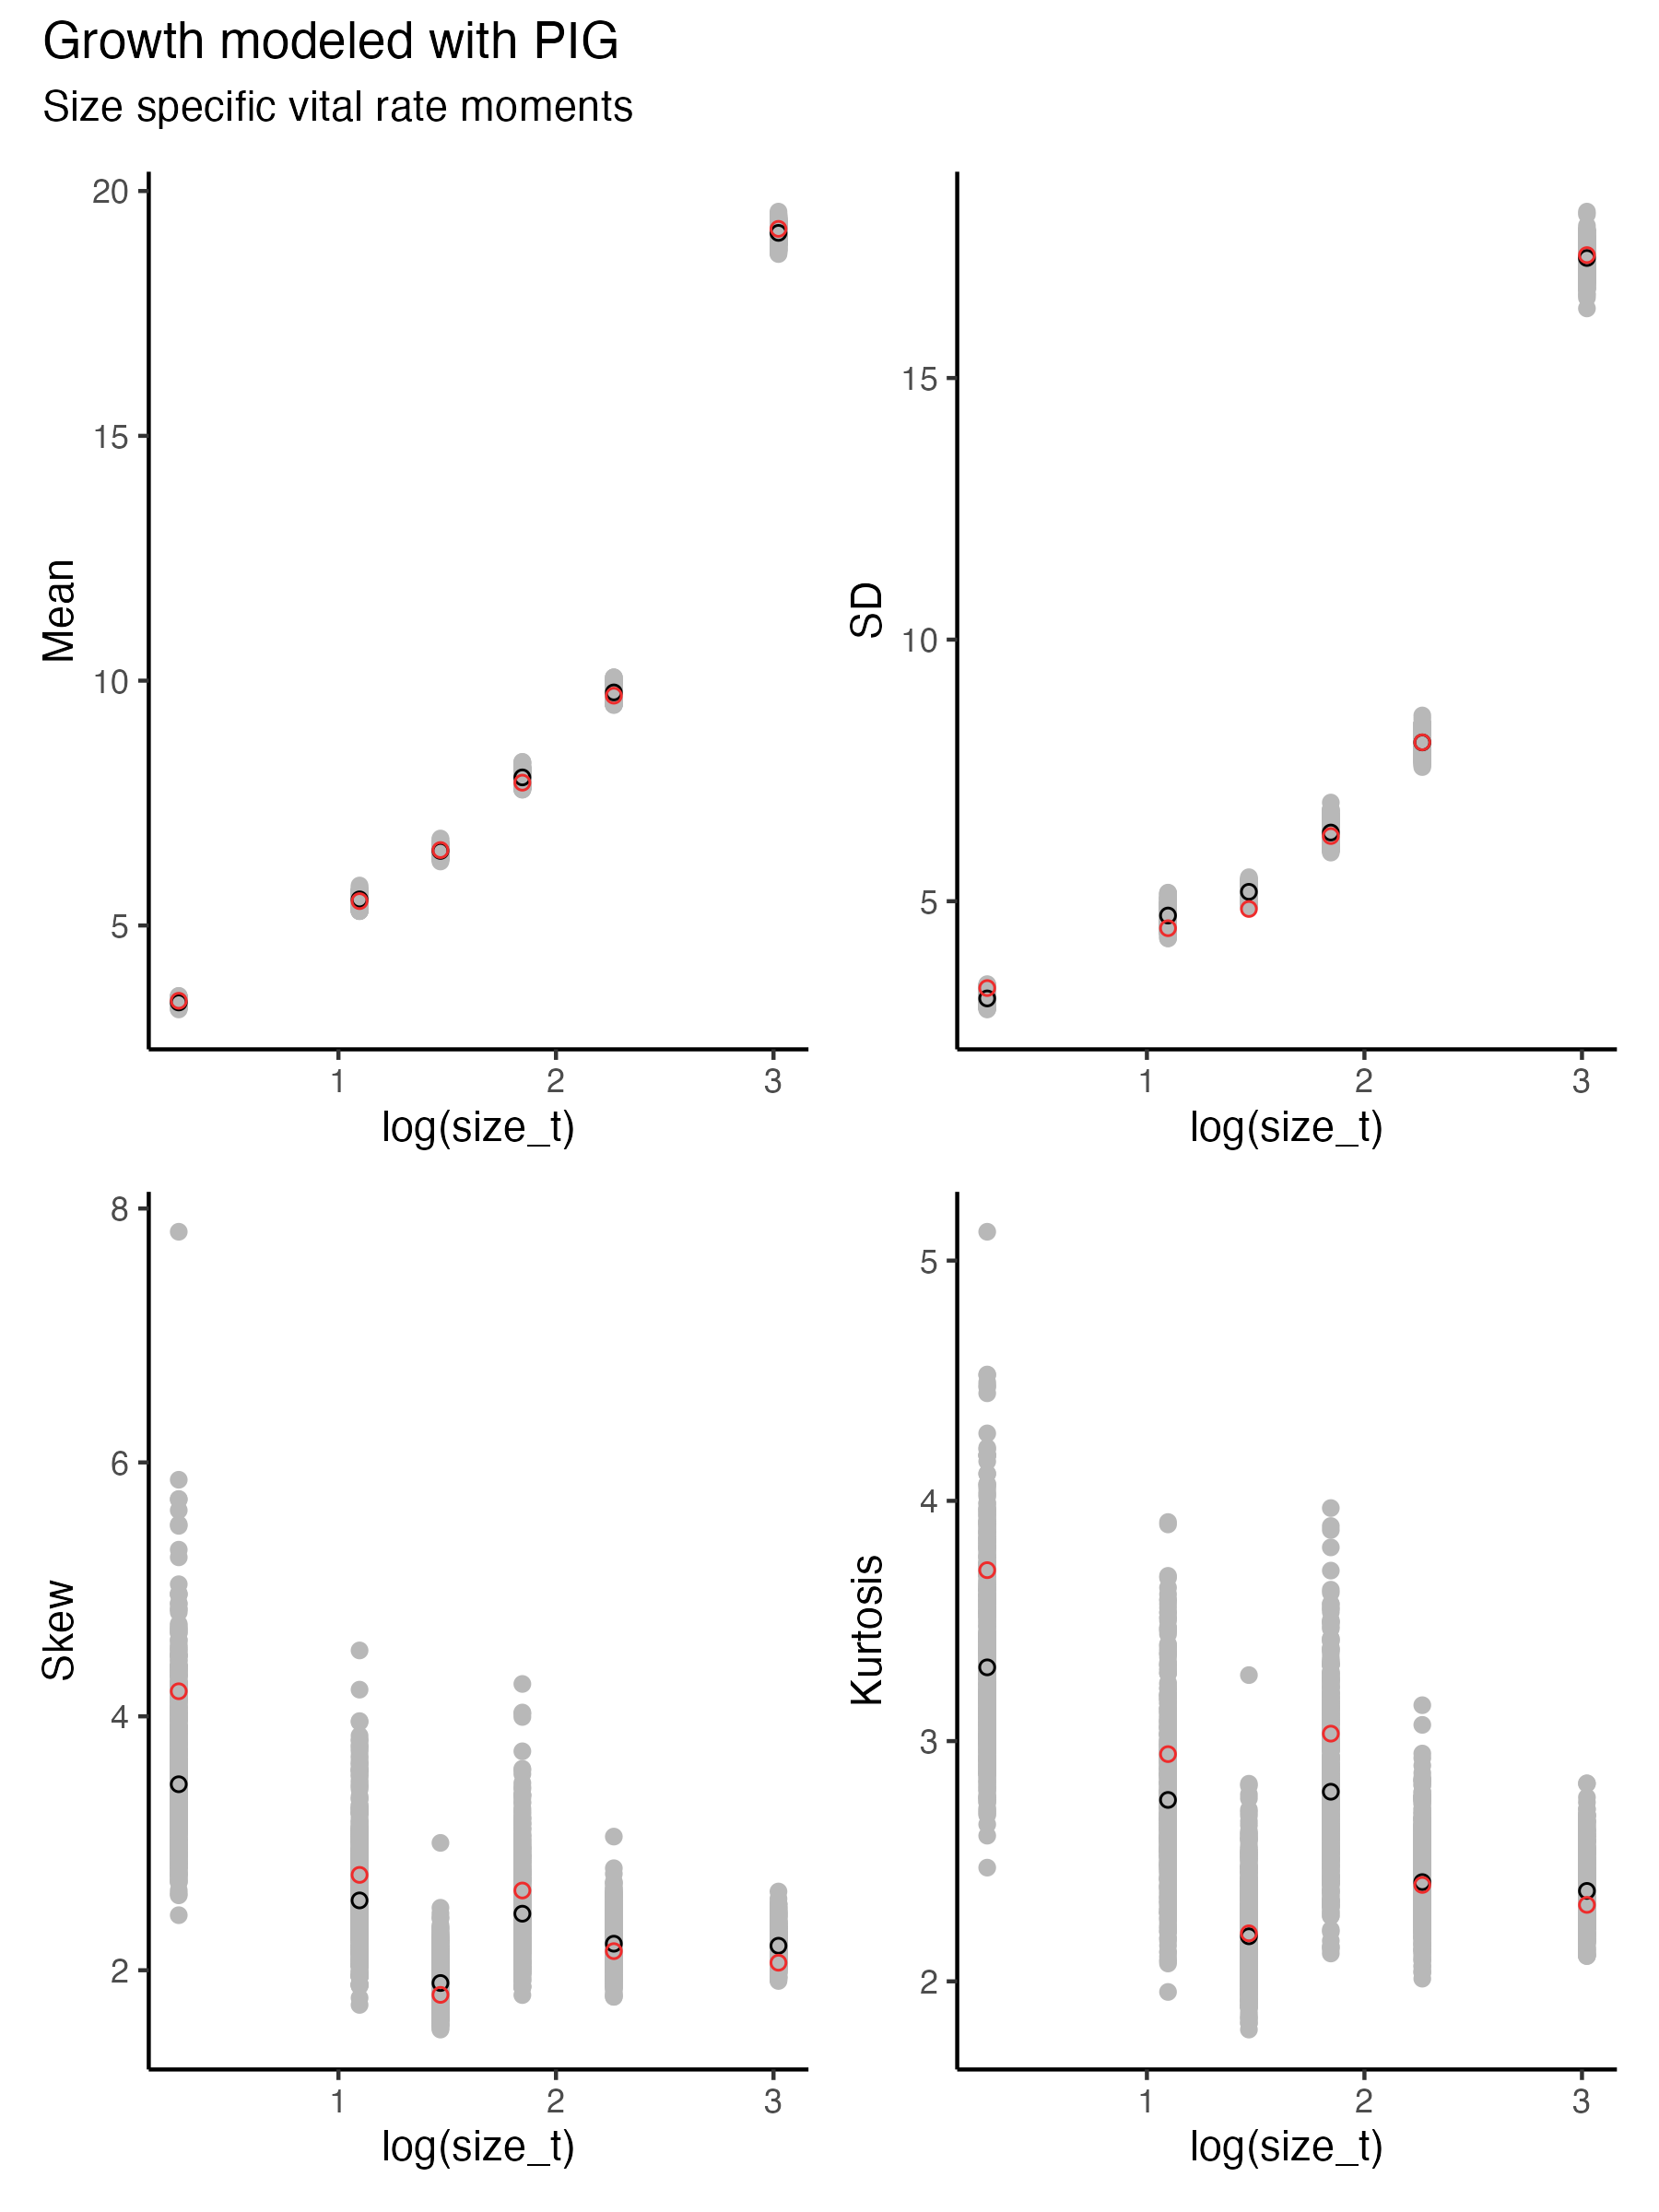 Growth modeled with PIG
Size specific vital rate moments
20
15
10
5
Mean
1 2 3
log(size_t)
15
10
5
SD
1 2 3
log(size_t)
8
6
4
2
Skew
1 2 3
log(size_t)
5
4
3
2
Kurtosis
1 2 3
log(size_t)